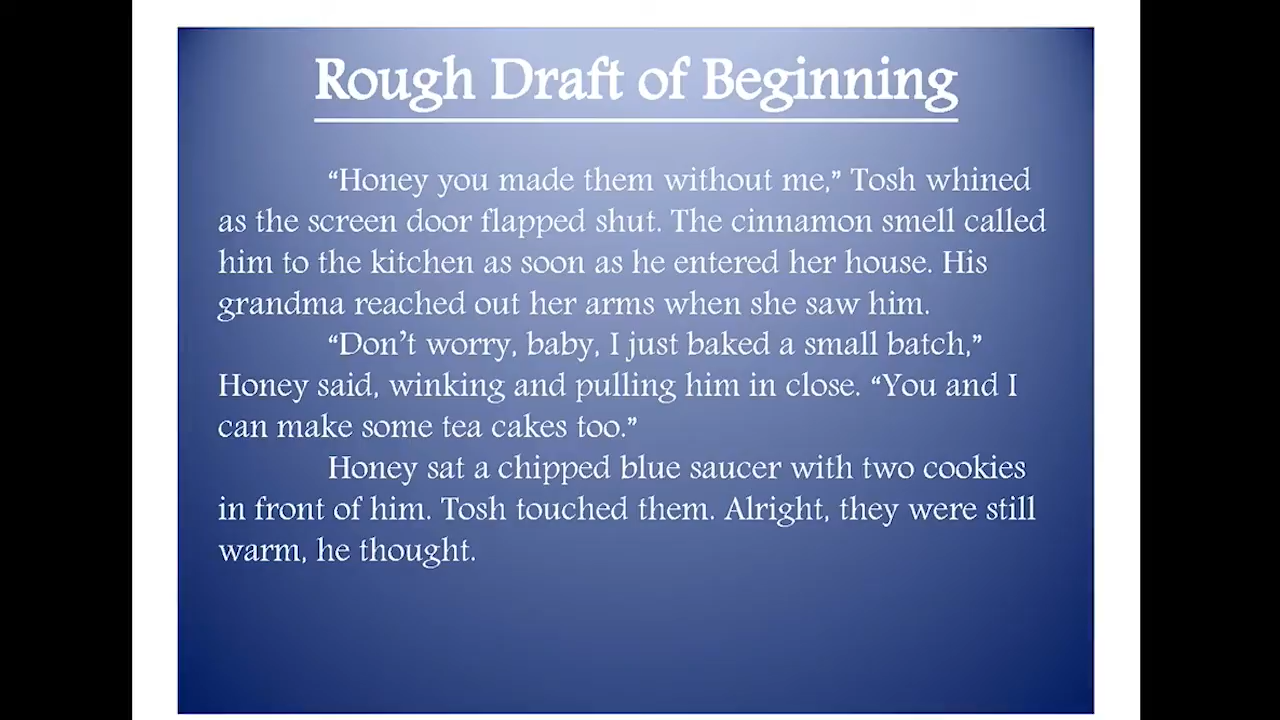 Rough Draft of Beginning
“Honey you made them without me,” Tosh whined
as the screen door flapped shut. The cinnamon smell called
him to the kitchen as soon as he entered her house. His
grandma reached out her arms when she saw him.
“Don’t worry, baby, I just baked a small batch,”
Honey said, winking and pulling him in close. “You and I
can make some tea cakes too.”
Honey sat a chipped blue saucer with two cookies
in front of him. Tosh touched them. Alright, they were still
warm, he thought.